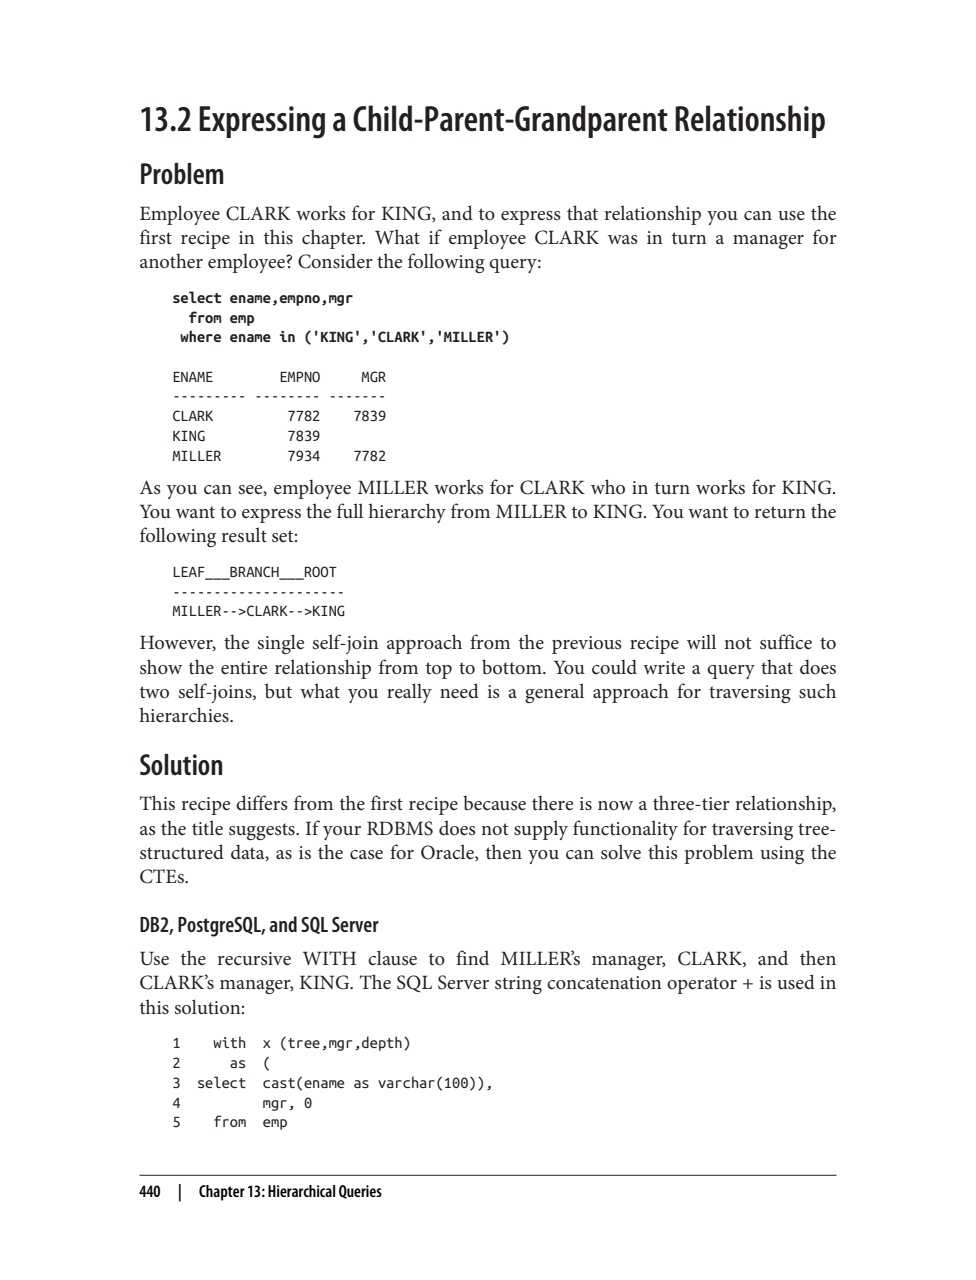 13.2 Expressing a Child-Parent-Grandparent Relationship
Problem
Employee CLARK works for KING, and to express that relationship you can use the
first recipe in this chapter. What if employee CLARK was in turn a manager for
another employee? Consider the following query:
select ename,empno,mgr
  from emp
 where ename in ('KING','CLARK','MILLER')
ENAME        EMPNO     MGR
--------- -------- -------
CLARK         7782    7839
KING          7839
MILLER        7934    7782
As you can see, employee MILLER works for CLARK who in turn works for KING.
You want to express the full hierarchy from MILLER to KING. You want to return the
following result set:
LEAF___BRANCH___ROOT
---------------------
MILLER-->CLARK-->KING
However, the single self-join approach from the previous recipe will not suffice to
show the entire relationship from top to bottom. You could write a query that does
two self-joins, but what you really need is a general approach for traversing such
hierarchies.
Solution
This recipe differs from the first recipe because there is now a three-tier relationship,
as the title suggests. If your RDBMS does not supply functionality for traversing tree-
structured data, as is the case for Oracle, then you can solve this problem using the
CTEs.
DB2, PostgreSQL, and SQL Server
Use the recursive WITH clause to find MILLER's manager, CLARK, and then
CLARK's manager, KING. The SQL Server string concatenation operator + is used in
this solution:
1    with  x (tree,mgr,depth)
2      as  (
3  select  cast(ename as varchar(100)),
4          mgr, 0
5    from  emp
440 | Chapter 13: Hierarchical Queries